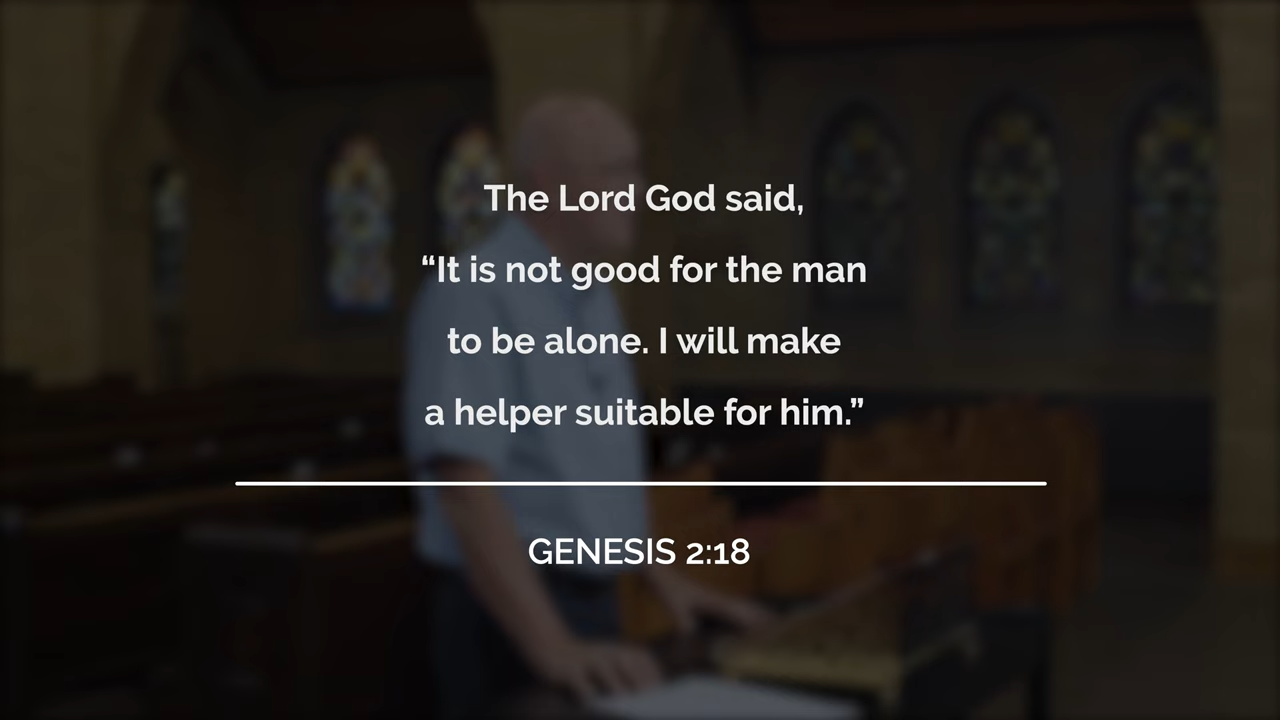 The Lord God said,
“It is not good for the man
to be alone. I will make
a helper suitable for him.”
GENESIS 2:18